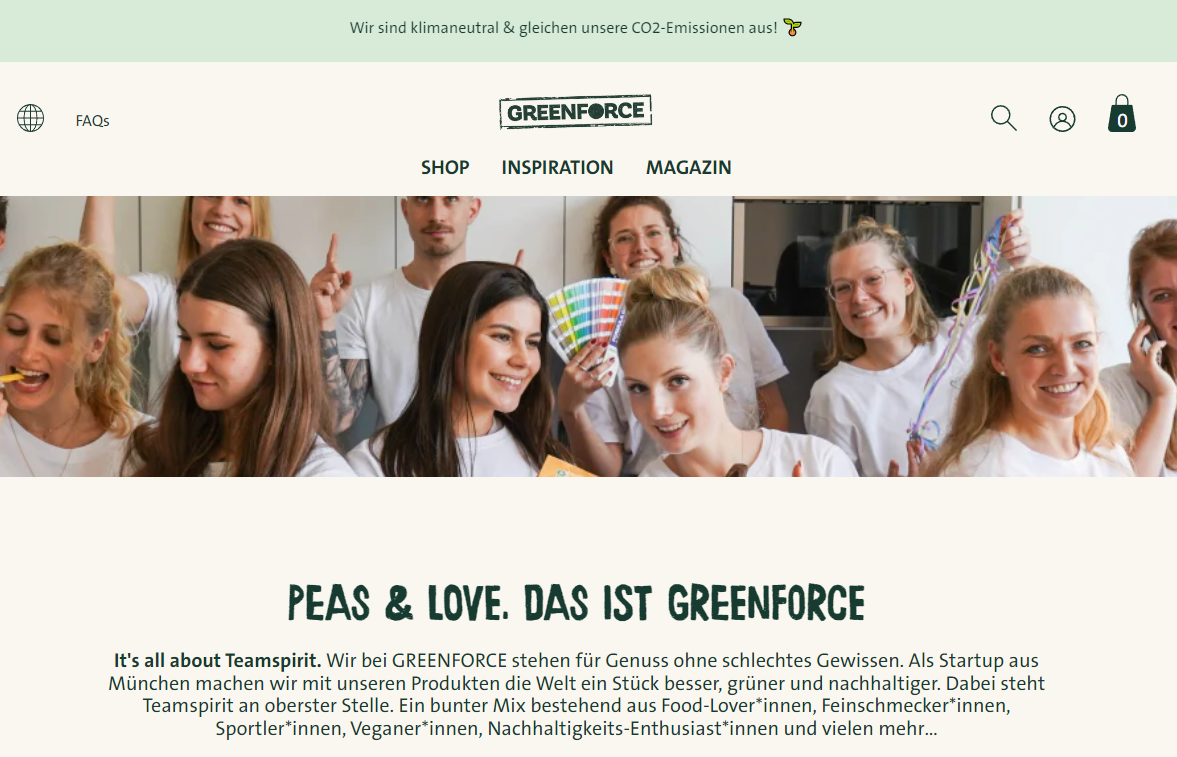 Wir sind klimaneutral & gleichen unsere CO2-Emissionen aus!
FAQs
GREENFORCE
0
SHOP INSPIRATION MAGAZIN
PEAS & LOVE. DAS IST GREENFORCE
It's all about Teamspirit. Wir bei GREENFORCE stehen für Genuss ohne schlechtes Gewissen. Als Startup aus
München machen wir mit unseren Produkten die Welt ein Stück besser, grüner und nachhaltiger. Dabei steht
Teamspirit an oberster Stelle. Ein bunter Mix bestehend aus Food-Lover*innen, Feinschmecker*innen,
Sportler*innen, Veganer*innen, Nachhaltigkeits-Enthusiast*innen und vielen mehr...